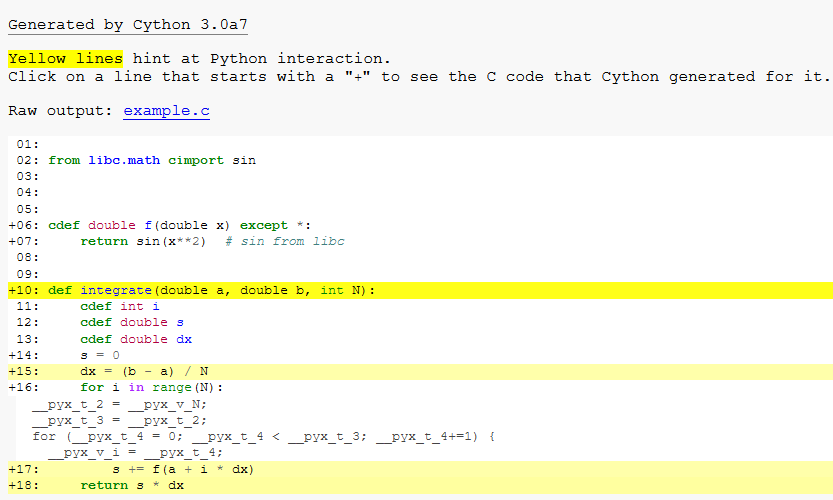 Generated by Cython 3.0a7
Yellow lines hint at Python interaction.
Click on a line that starts with a "+" to see the C code that Cython generated for it.
Raw output: example.c
 01:
 02: from libc.math cimport sin
 03:
 04:
 05:
+06: cdef double f(double x) except *:
+07:     return sin(x**2)  # sin from libc
 08:
 09:
+10: def integrate(double a, double b, int N):
 11:     cdef int i
 12:     cdef double s
 13:     cdef double dx
+14:     s = 0
+15:     dx = (b - a) / N
+16:     for i in range(N):
   __pyx_t_2 = __pyx_v_N;
   __pyx_t_3 = __pyx_t_2;
   for (__pyx_t_4 = 0; __pyx_t_4 < __pyx_t_3; __pyx_t_4+=1) {
     __pyx_v_i = __pyx_t_4;
+17:         s += f(a + i * dx)
+18:     return s * dx